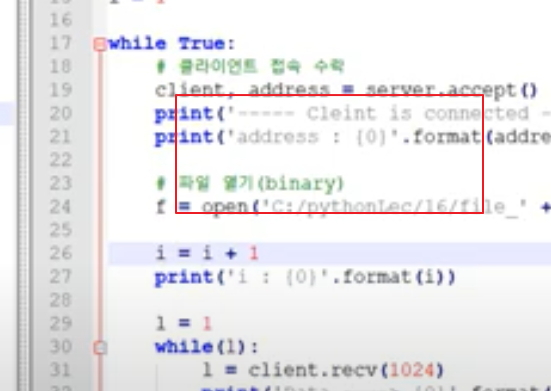 16
17 while True:
18 # 클라이언트 접속 수락
19 client, address = server.accept()
20 print('----- Cleint is connected -
21 print('address : {0}'.format(addre
22
23 # 파일 열기(binary)
24 f = open('C:/pythonLec/16/file_' +
25
26 i = i + 1
27 print('i : {0}'.format(i))
28
29 l = 1
30 while(l):
31 l = client.recv(1024)